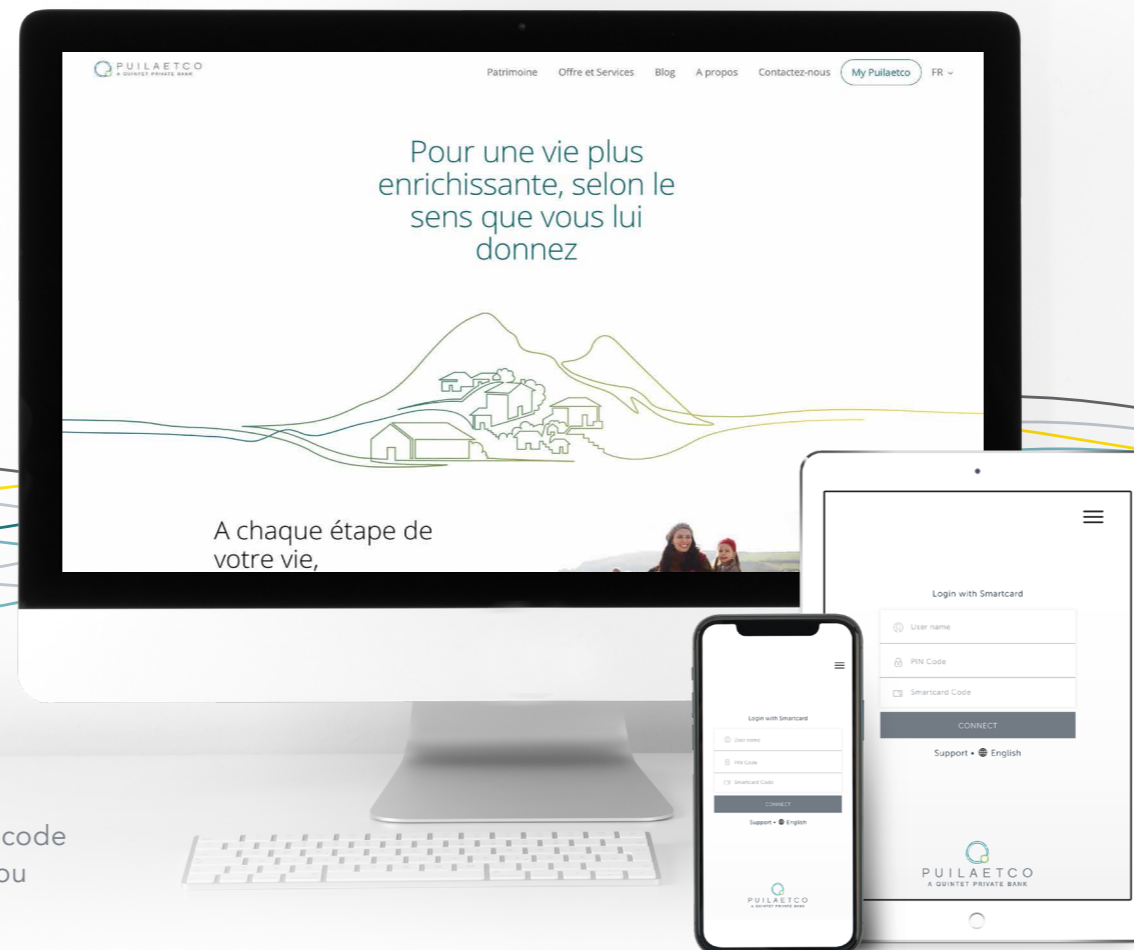 PUILAETCO
A QUINTET PRIVATE BANK
Patrimoine Offre et Services Blog A propos Contactez-nous My Puilaetco FR
Pour une vie plus
enrichissante, selon le
sens que vous lui
donnez
A chaque étape de
votre vie,
code
ou
Login with Smartcard
User name
PIN Code
Smartcard Code
CONNECT
Support • English
PUILAETCO
A QUINTET PRIVATE BANK
Login with Smartcard
User name
PIN Code
Smartcard Code
CONNECT
Support • English
PUILAETCO
A QUINTET PRIVATE BANK